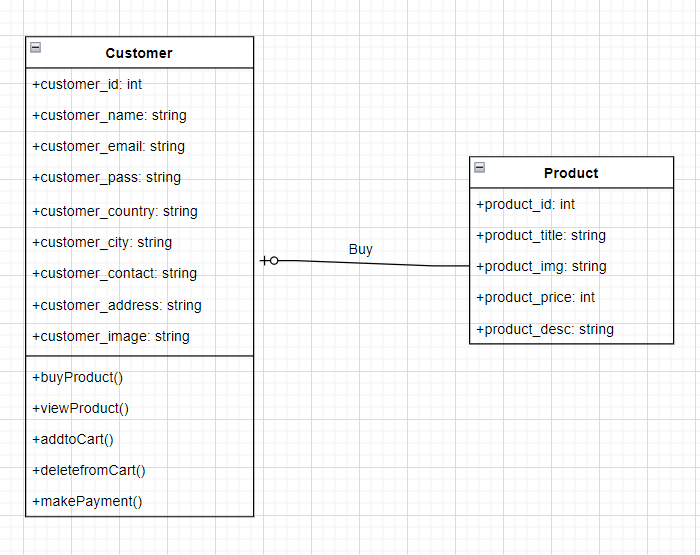 Customer
+customer_id: int
+customer_name: string
+customer_email: string
+customer_pass: string
+customer_country: string
+customer_city: string
+customer_contact: string
+customer_address: string
+customer_image: string
+buyProduct()
+viewProduct()
+addtoCart()
+deletefromCart()
+makePayment()
Buy
Product
+product_id: int
+product_title: string
+product_img: string
+product_price: int
+product_desc: string